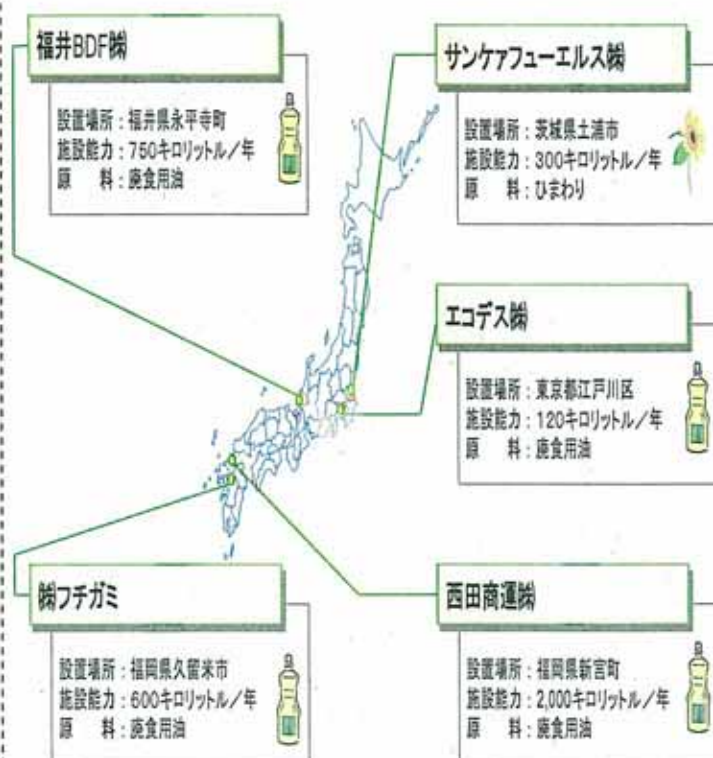 福井BDF㈱
設置場所：福井県永平寺町
施設能力：750キロリットル／年
原　料：廃食用油
サンケァフューエルス㈱
設置場所：茨城県土浦市
施設能力：300キロリットル／年
原　料：ひまわり
エコデス㈱
設置場所：東京都江戸川区
施設能力：120キロリットル／年
原　料：廃食用油
㈱フチガミ
設置場所：福岡県久留米市
施設能力：600キロリットル／年
原　料：廃食用油
西田商運㈱
設置場所：福岡県新宮町
施設能力：2,000キロリットル／年
原　料：廃食用油